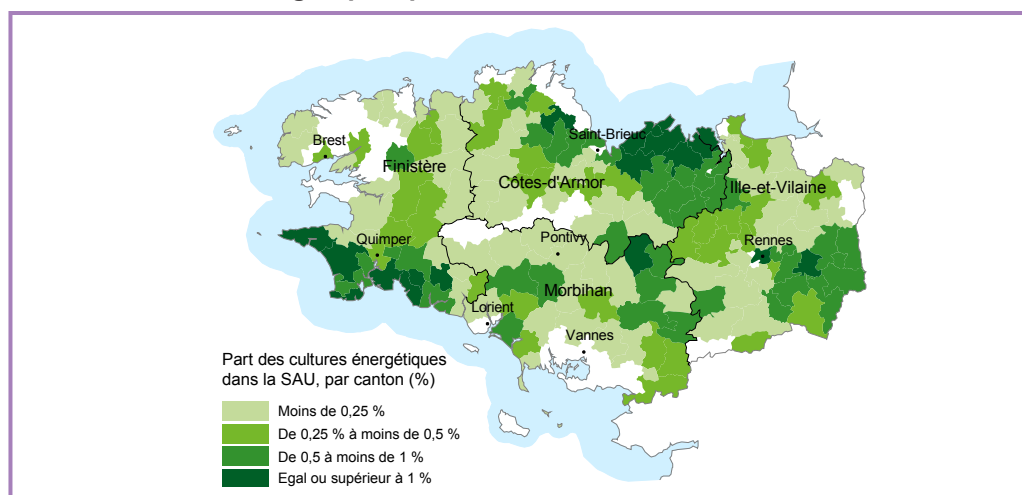 Brest
Saint-Brieuc
Finistère
Côtes-d'Armor
Ille-et-Vilaine
Quimper
Pontivy
Rennes
Morbihan
Lorient
Vannes
Part des cultures énergétiques
dans la SAU, par canton (%)
Moins de 0,25 %
De 0,25 % à moins de 0,5 %
De 0,5 à moins de 1 %
Egal ou supérieur à 1 %